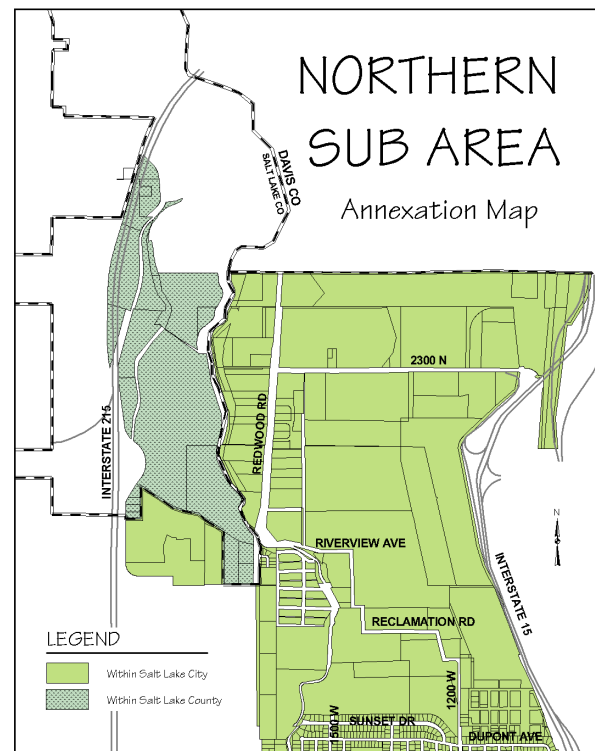 NORTHERN
SUB AREA
Annexation Map
DAVIS CO
SALT LAKE CO
2300 N
REDWOOD RD
INTERSTATE 215
N
RIVERVIEW AVE
INTERSTATE 15
RECLAMATION RD
1200 W
LEGEND
Within Salt Lake City
Within Salt Lake County
1500 W
SUNSET DR
DUPONT AVE